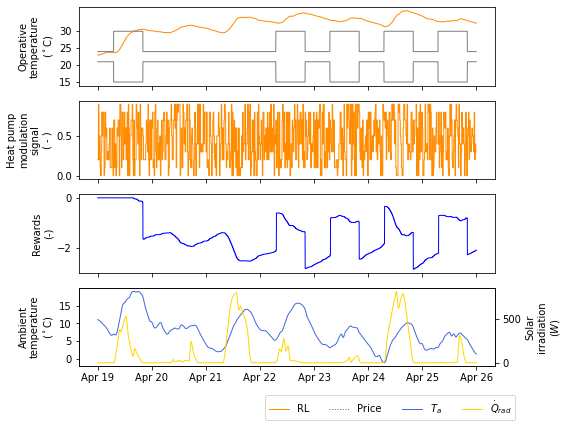 Operative
temperature
(°C)
30
25
20
15
Heat pump
modulation
signal
( - )
0.5
0.0
Rewards
(-)
0
−2
Ambient
temperature
(°C)
15
10
5
0
500
0
Solar
irradiation
(W)
Apr 19 Apr 20 Apr 21 Apr 22 Apr 23 Apr 24 Apr 25 Apr 26
RL Price Tₐ Q̇rad